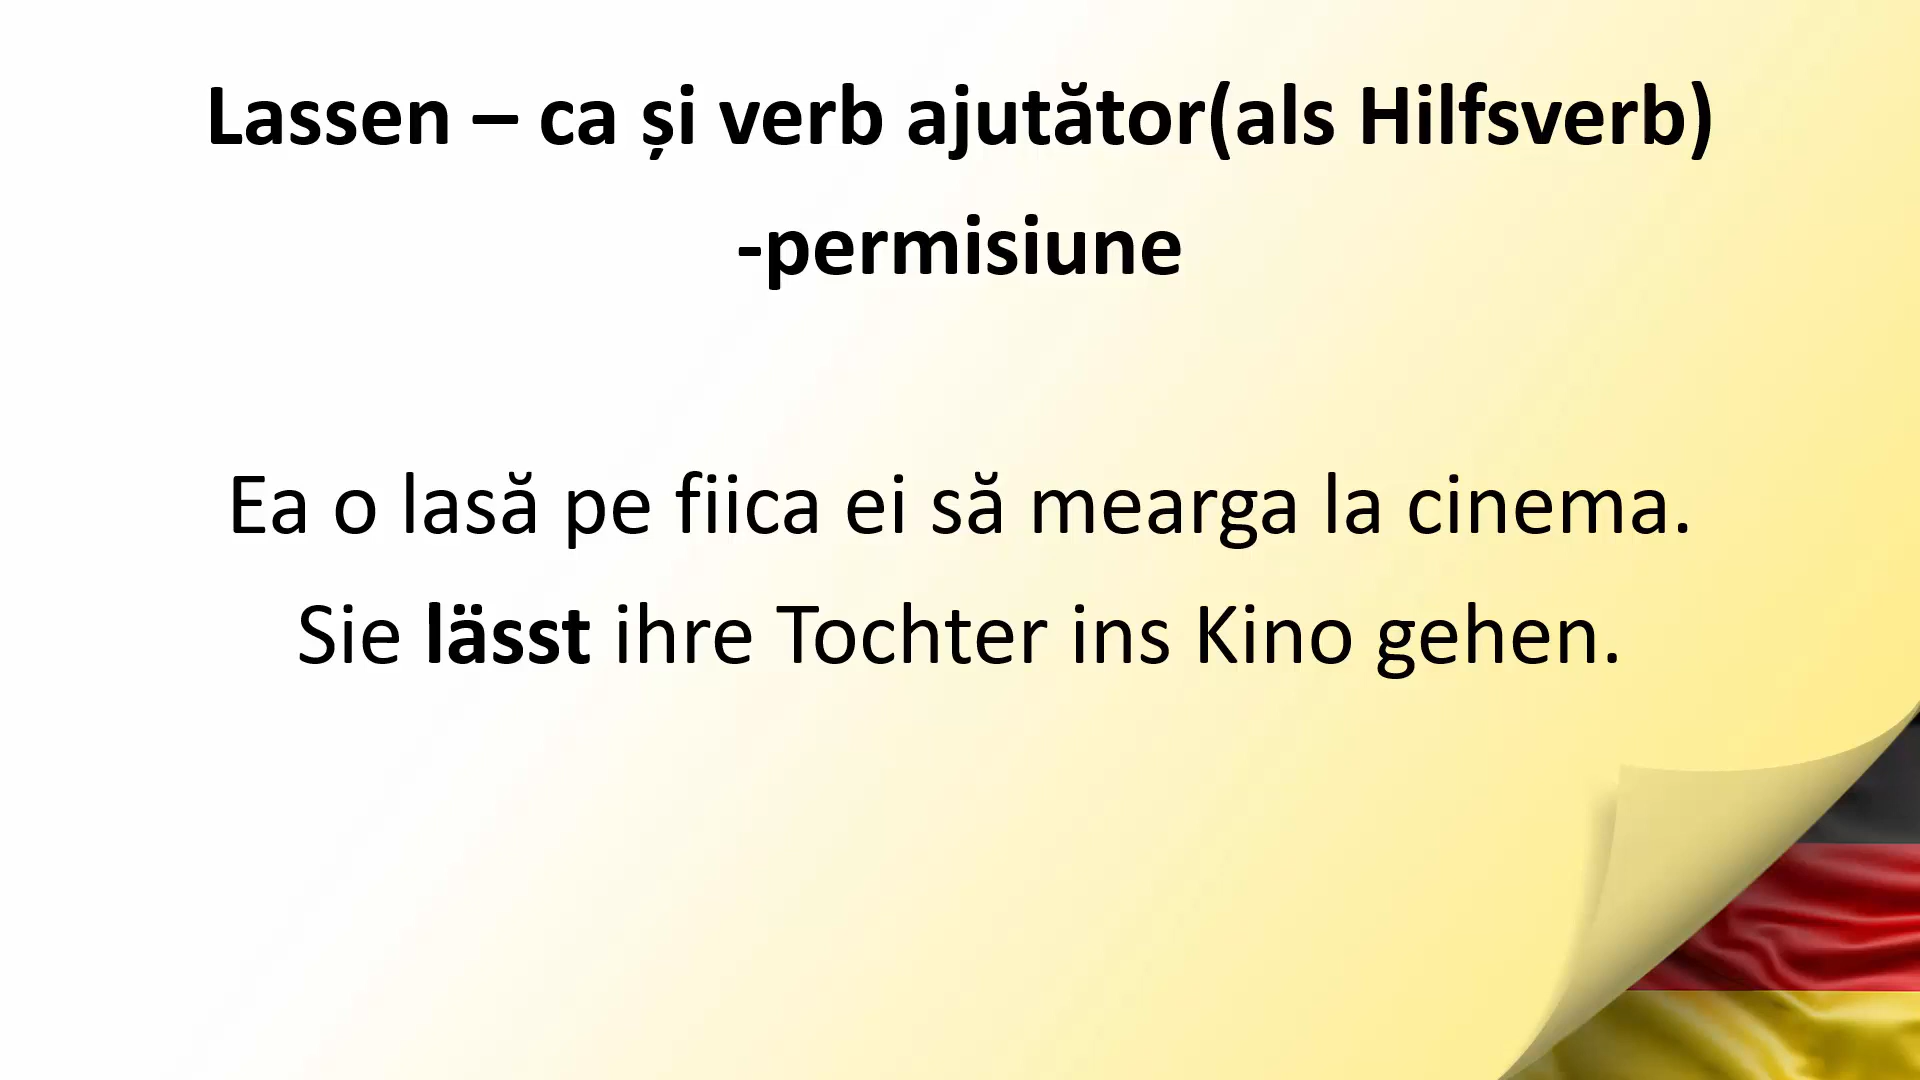 Lassen – ca și verb ajutător(als Hilfsverb)
-permisiune
Ea o lasă pe fiica ei să mearga la cinema.
Sie lässt ihre Tochter ins Kino gehen.